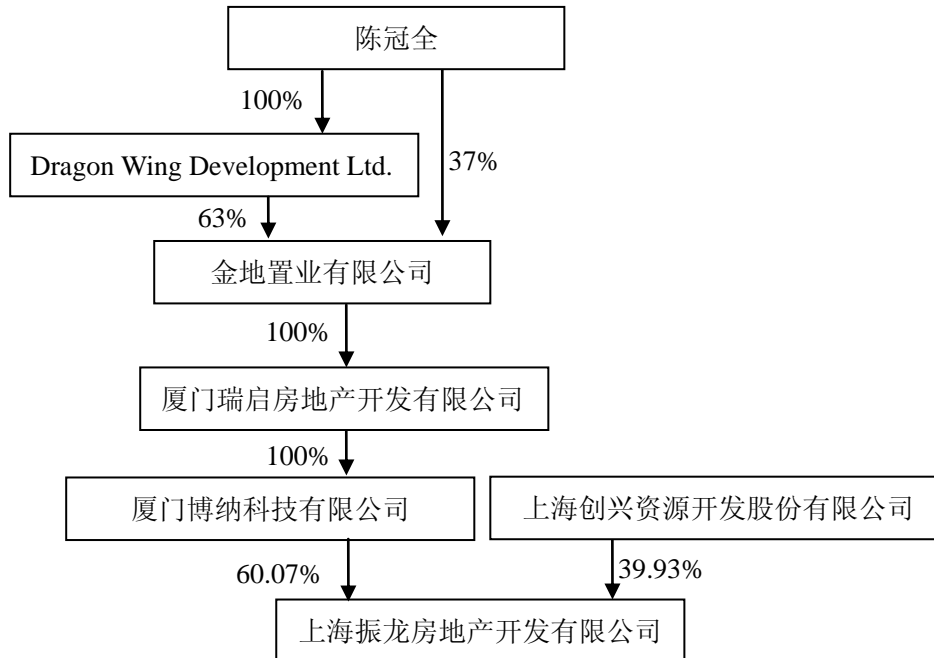 陈冠全
100%
Dragon Wing Development Ltd.
37%
63%
金地置业有限公司
100%
厦门瑞启房地产开发有限公司
100%
厦门博纳科技有限公司
上海创兴资源开发股份有限公司
60.07%
39.93%
上海振龙房地产开发有限公司